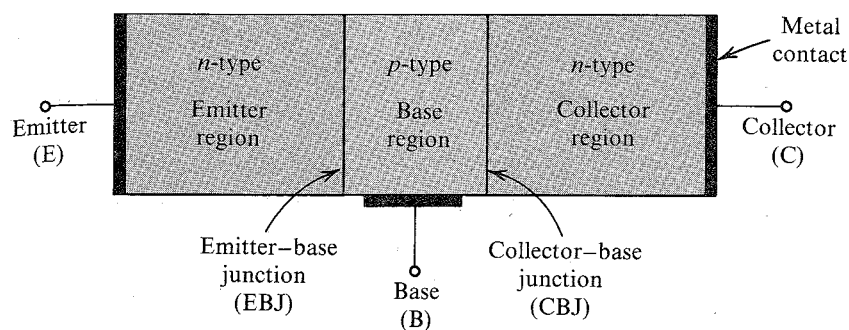 n-type
Emitter
region
p-type
Base
region
n-type
Collector
region
Metal
contact
Emitter
(E)
Collector
(C)
Emitter–base
junction
(EBJ)
Base
(B)
Collector–base
junction
(CBJ)